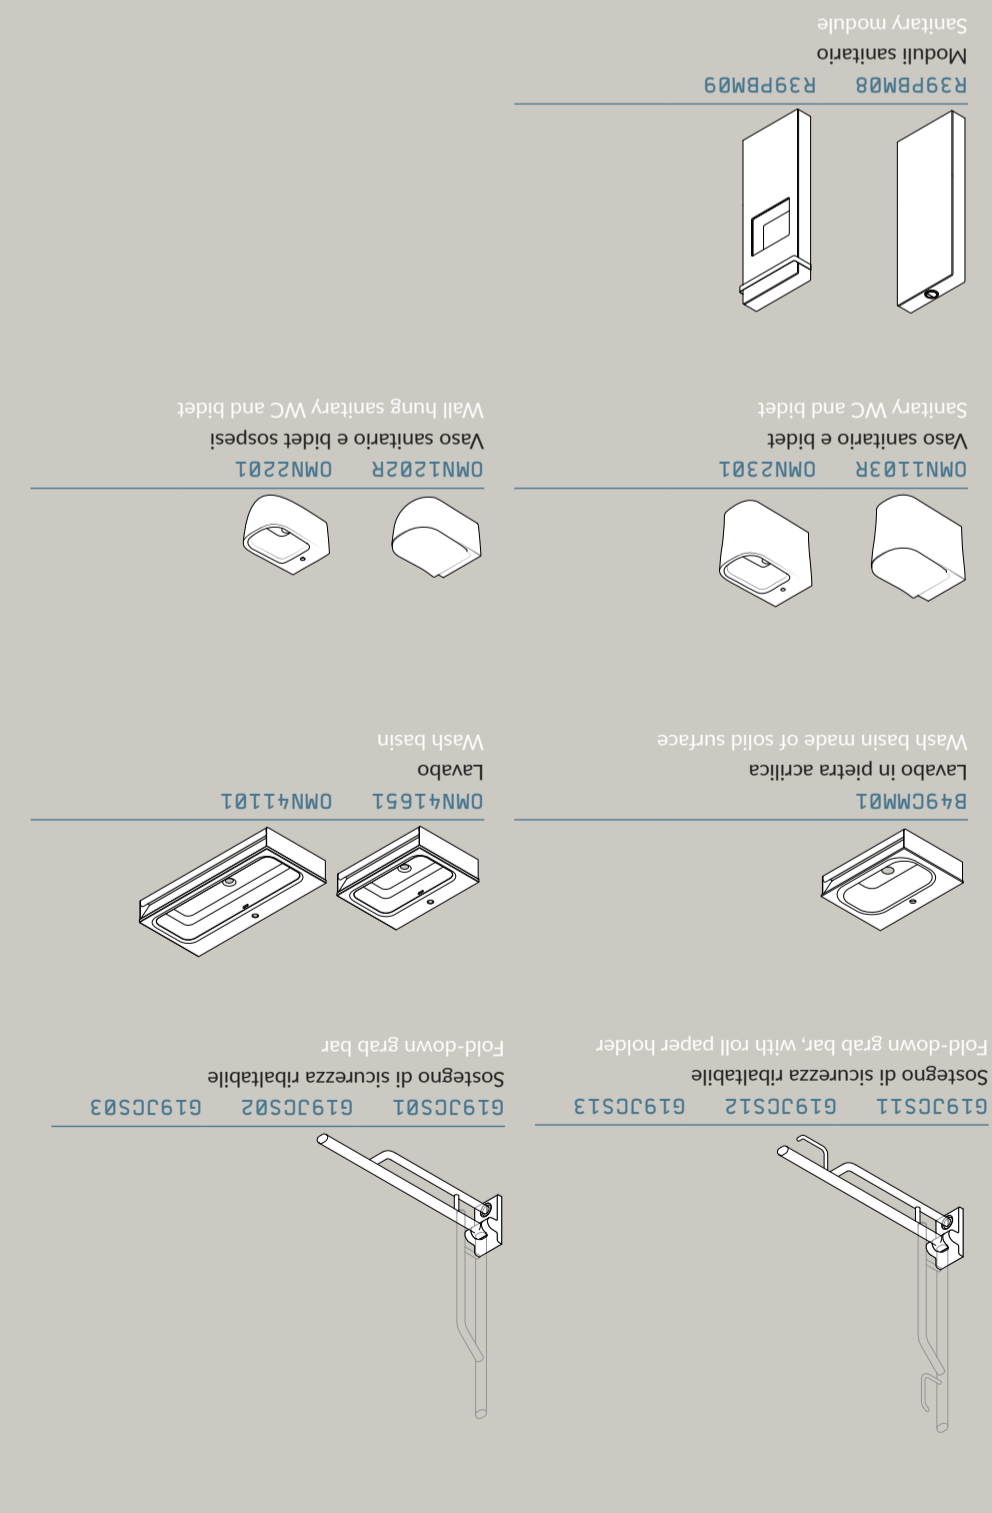 G19JCS11 G19JCS12 G19JCS13
Sostegno di sicurezza ribaltabile
Fold-down grab bar, with roll paper holder
G19JCS01 G19JCS02 G19JCS03
Sostegno di sicurezza ribaltabile
Fold-down grab bar
B49CMM01
Lavabo in pietra acrilica
Wash basin made of solid surface
OMN41651 OMN41101
Lavabo
Wash basin
OMN1103R OMN2301
Vaso sanitario e bidet
Sanitary WC and bidet
OMN1202R OMN2201
Vaso sanitario e bidet sospesi
Wall hung sanitary WC and bidet
R39PBM08 R39PBM09
Moduli sanitario
Sanitary module